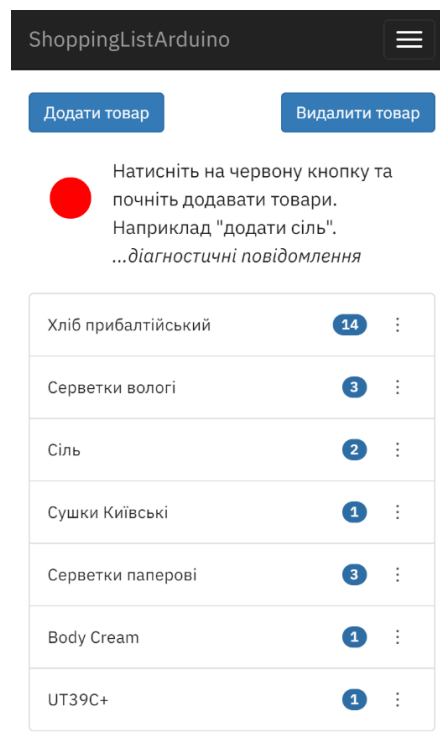 ShoppingListArduino
Додати товар
Видалити товар
Натисніть на червону кнопку та
почніть додавати товари.
Наприклад "додати сіль".
...діагностичні повідомлення
Хліб прибалтійський 14
Серветки вологі 3
Сіль 2
Сушки Київські 1
Серветки паперові 3
Body Cream 1
UT39C+ 1